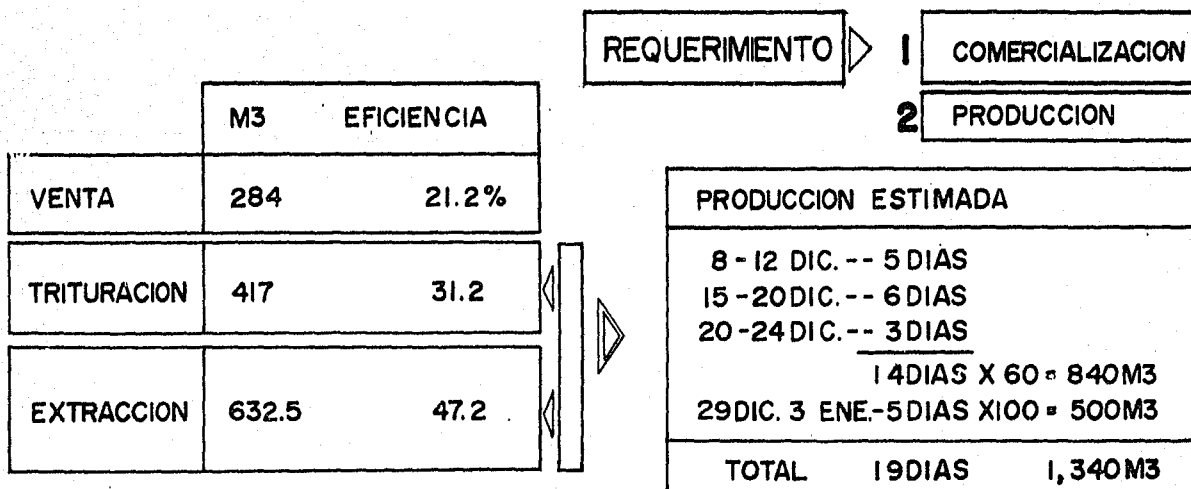 REQUERIMIENTO 1 COMERCIALIZACION
2 PRODUCCION
M3 EFICIENCIA
VENTA 284 21.2%
TRITURACION 417 31.2
EXTRACCION 632.5 47.2
PRODUCCION ESTIMADA
8-12 DIC.-- 5 DIAS
15-20 DIC.-- 6 DIAS
20-24 DIC.-- 3 DIAS
14 DIAS X 60 = 840 M3
29 DIC. 3 ENE.-5 DIAS X 100 = 500 M3
TOTAL 19 DIAS 1,340 M3